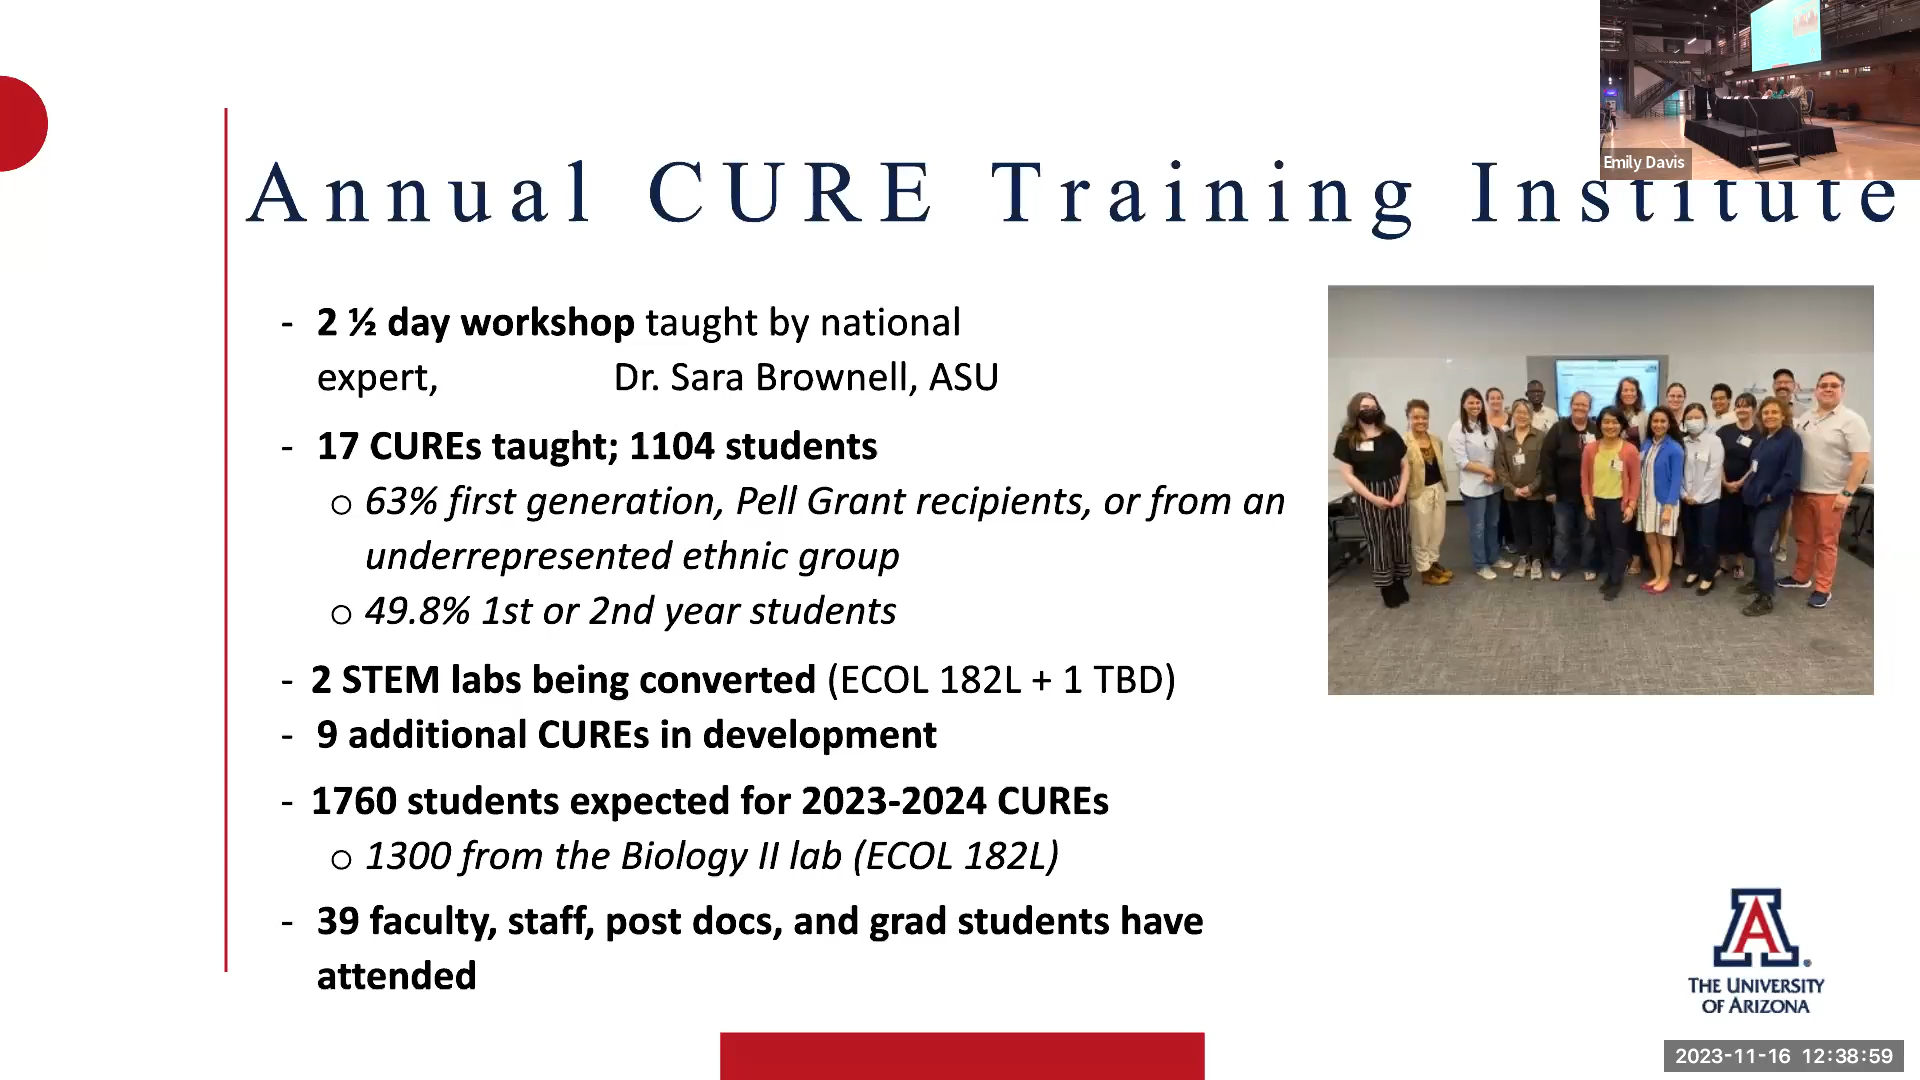 Emily Davis
Annual CURE Training Institute
- 2 ½ day workshop taught by national
expert, Dr. Sara Brownell, ASU
- 17 CUREs taught; 1104 students
o 63% first generation, Pell Grant recipients, or from an
underrepresented ethnic group
o 49.8% 1st or 2nd year students
- 2 STEM labs being converted (ECOL 182L + 1 TBD)
- 9 additional CUREs in development
- 1760 students expected for 2023-2024 CUREs
o 1300 from the Biology II lab (ECOL 182L)
- 39 faculty, staff, post docs, and grad students have
attended
A
THE UNIVERSITY
OF ARIZONA
2023-11-16 12:38:59